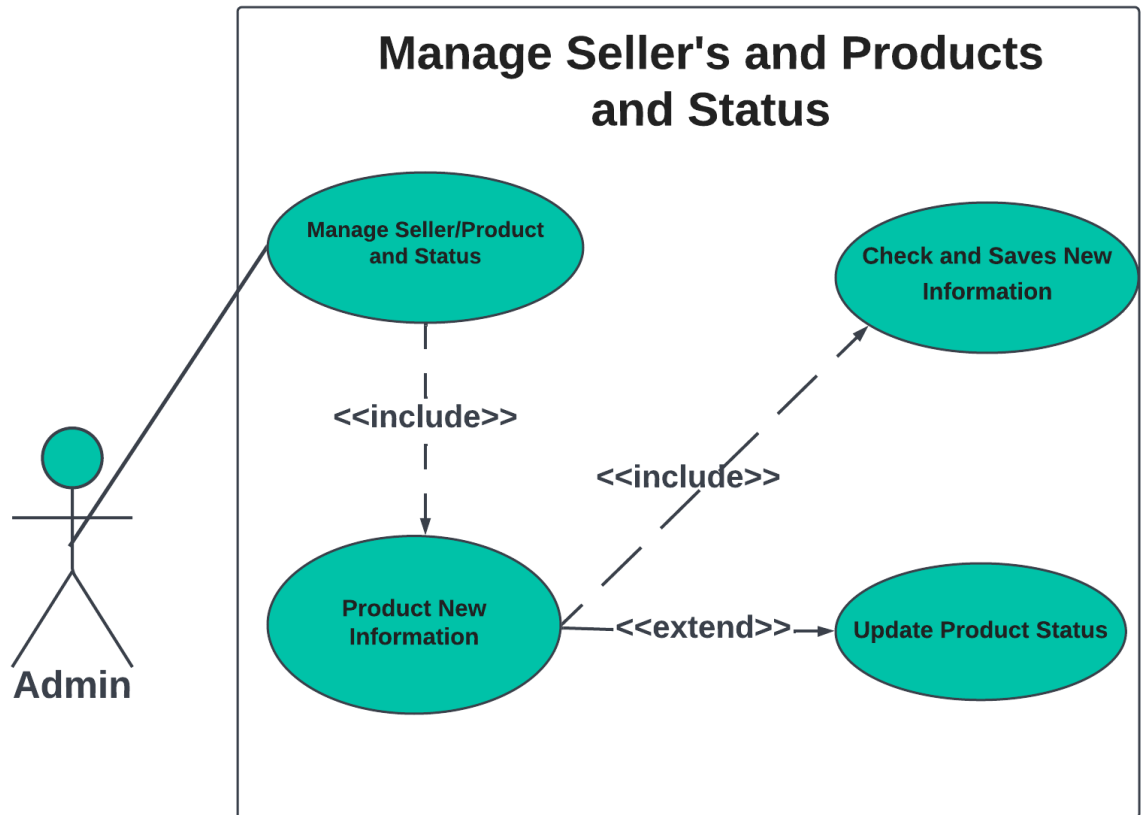 Manage Seller's and Products
and Status
Manage Seller/Product
and Status
Check and Saves New
Information
<<include>>
<<include>>
Product New
Information
<<extend>>
Update Product Status
Admin